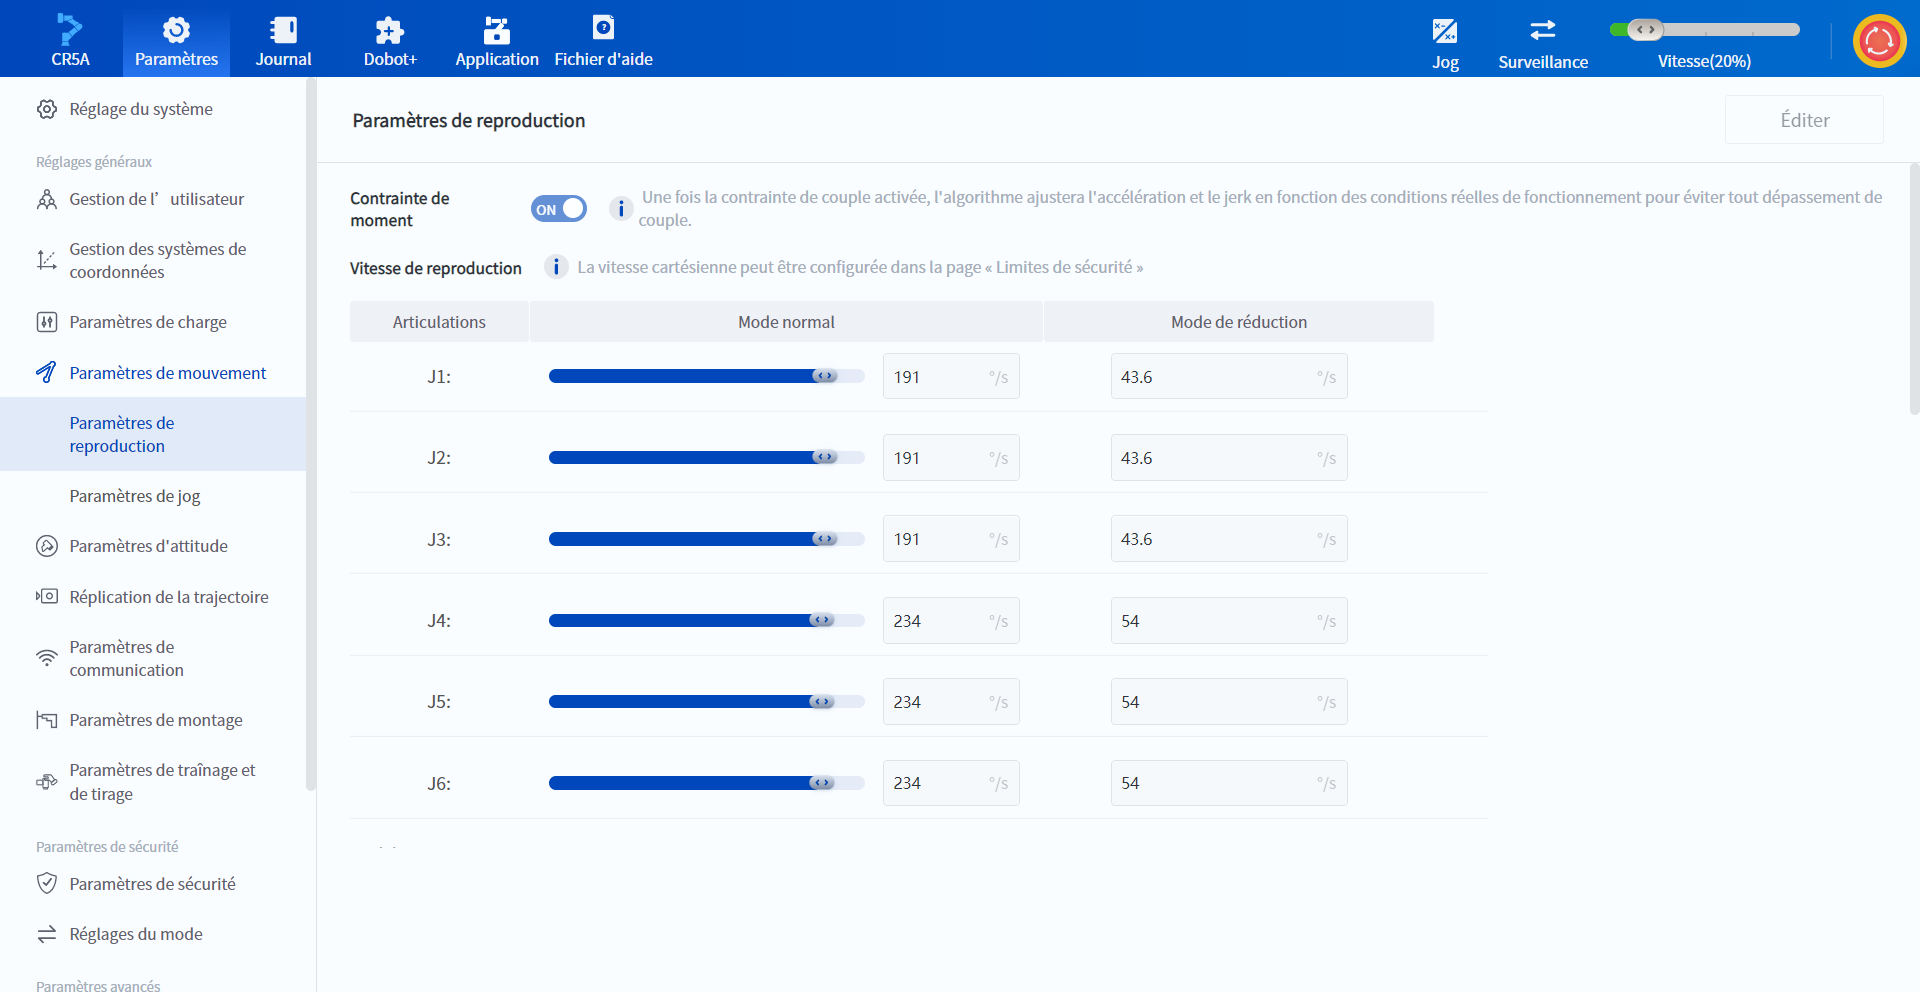 CR5A
Paramètres
Journal
Dobot+
Application
Fichier d'aide
Jog
Surveillance
Vitesse(20%)
Réglage du système
Réglages généraux
Gestion de l’utilisateur
Gestion des systèmes de
coordonnées
Paramètres de charge
Paramètres de mouvement
Paramètres de
reproduction
Paramètres de jog
Paramètres d'attitude
Réplication de la trajectoire
Paramètres de
communication
Paramètres de montage
Paramètres de traînage et
de tirage
Paramètres de sécurité
Paramètres de sécurité
Réglages du mode
Paramètres avancés
Paramètres de reproduction
Éditer
Contrainte de
moment
ON
Une fois la contrainte de couple activée, l'algorithme ajustera l'accélération et le jerk en fonction des conditions réelles de fonctionnement pour éviter tout dépassement de
couple.
Vitesse de reproduction
La vitesse cartésienne peut être configurée dans la page « Limites de sécurité »
Articulations Mode normal Mode de réduction
J1: 191 °/s 43.6 °/s
J2: 191 °/s 43.6 °/s
J3: 191 °/s 43.6 °/s
J4: 234 °/s 54 °/s
J5: 234 °/s 54 °/s
J6: 234 °/s 54 °/s